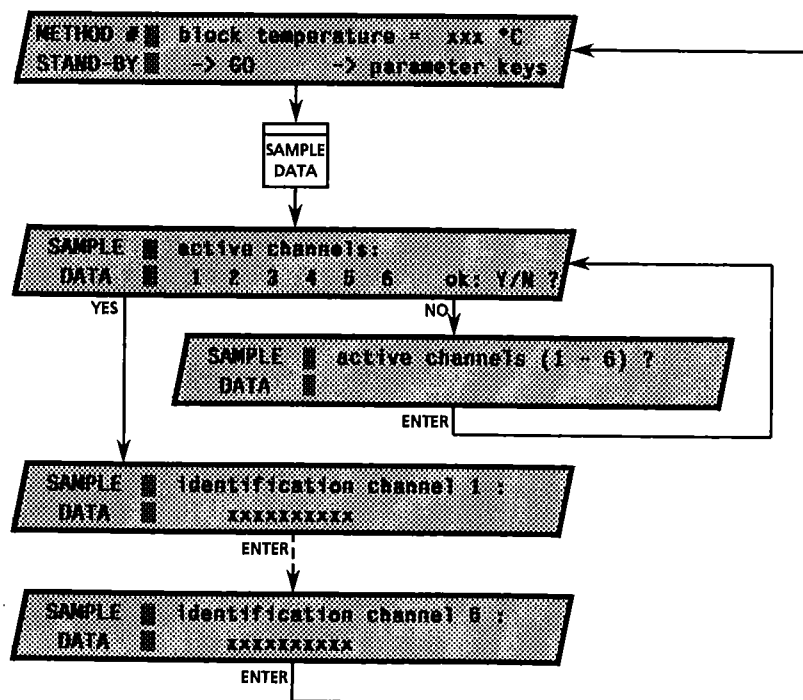 METHOD # block temperature = xxx °C
STAND-BY -> GO -> parameter keys
SAMPLE
DATA
SAMPLE active channels:
DATA 1 2 3 4 5 6 ok: Y/N ?
YES
NO
SAMPLE active channels (1 - 6) ?
DATA
ENTER
SAMPLE identification channel 1 :
DATA xxxxxxxxxx
ENTER
SAMPLE identification channel 6 :
DATA xxxxxxxxxx
ENTER